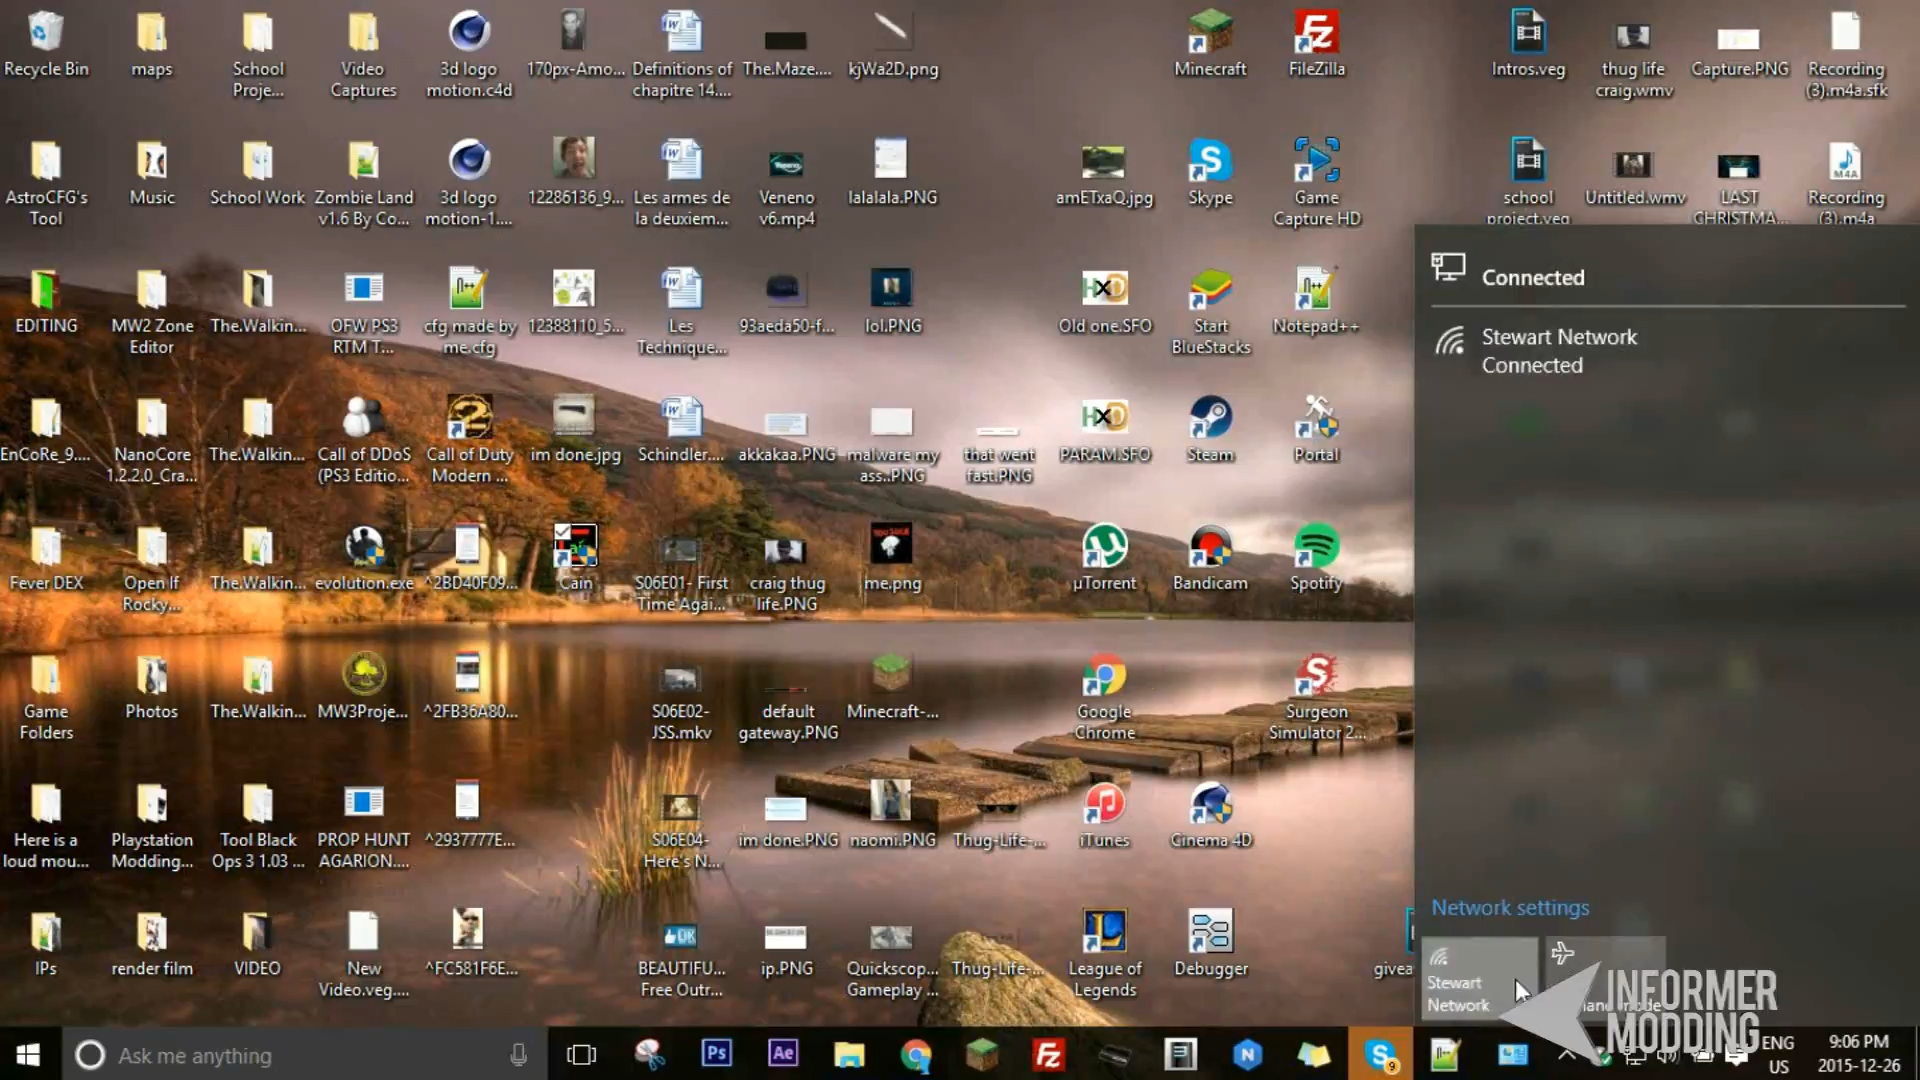 Recycle Bin
maps
School
Proje...
Video
Captures
3d logo
motion.c4d
170px-Amo...
Definitions of
chapitre 14....
The.Maze....
kjWa2D.png
Minecraft
FileZilla
Intros.veg
thug life
craig.wmv
Capture.PNG
Recording
(3).m4a.sfk
AstroCFG's
Tool
Music
School Work
Zombie Land
v1.6 By Co...
3d logo
motion-1....
12286136_9...
Les armes de
la deuxiem...
Veneno
v6.mp4
lalalala.PNG
amETxaQ.jpg
Skype
Game
Capture HD
school
project.veg
Untitled.wmv
LAST
CHRISTMA...
Recording
(3).m4a
EDITING
MW2 Zone
Editor
The.Walkin...
OFW PS3
RTM T...
cfg made by
me.cfg
12388110_5...
Les
Technique...
93aeda50-f...
lol.PNG
Old one.SFO
Start
BlueStacks
Notepad++
EnCoRe_9....
NanoCore
1.2.2.0_Cra...
The.Walkin...
Call of DDoS
(PS3 Editio...
Call of Duty
Modern ...
im done.jpg
Schindler....
akkakaa.PNG
malware my
ass..PNG
that went
fast.PNG
PARAM.SFO
Steam
Portal
Fever DEX
Open If
Rocky...
The.Walkin...
evolution.exe
^2BD40F09...
Cain
S06E01- First
Time Agai...
craig thug
life.PNG
me.png
µTorrent
Bandicam
Spotify
Game
Folders
Photos
The.Walkin...
MW3Proje...
^2FB36A80...
S06E02-
JSS.mkv
default
gateway.PNG
Minecraft-...
Google
Chrome
Surgeon
Simulator 2...
Here is a
loud mou...
Playstation
Modding...
Tool Black
Ops 3 1.03 ...
PROP HUNT
AGARION....
^2937777E...
S06E04-
Here's N...
im done.PNG
naomi.PNG
Thug-Life-...
iTunes
Cinema 4D
IPs
render film
VIDEO
New
Video.veg....
^FC581F6E...
BEAUTIFU...
Free Outr...
ip.PNG
Quickscop...
Gameplay ...
Thug-Life-...
League of
Legends
Debugger
givea
Connected
Stewart Network
Connected
Network settings
Stewart
Network
INFORMER
MODDING
Ask me anything
ENG
US
9:06 PM
2015-12-26